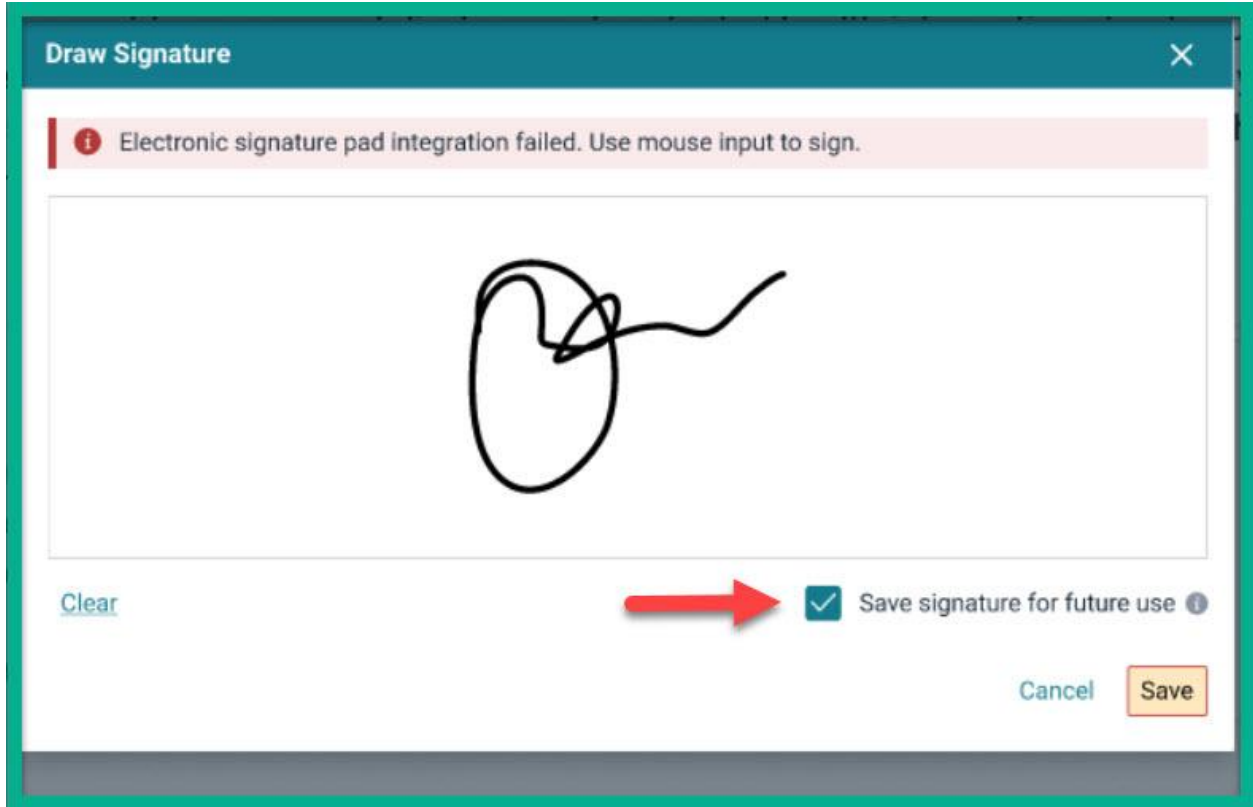 Draw Signature
Electronic signature pad integration failed. Use mouse input to sign.
Clear
Save signature for future use
Cancel
Save